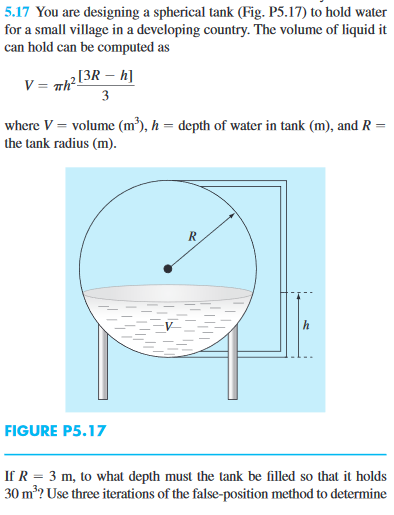 5.17 You are designing a spherical tank (Fig. P5.17) to hold water
for a small village in a developing country. The volume of liquid it
can hold can be computed as
V = πh² [3R − h] / 3
where V = volume (m³), h = depth of water in tank (m), and R =
the tank radius (m).
R
V
h
FIGURE P5.17
If R = 3 m, to what depth must the tank be filled so that it holds
30 m³? Use three iterations of the false-position method to determine